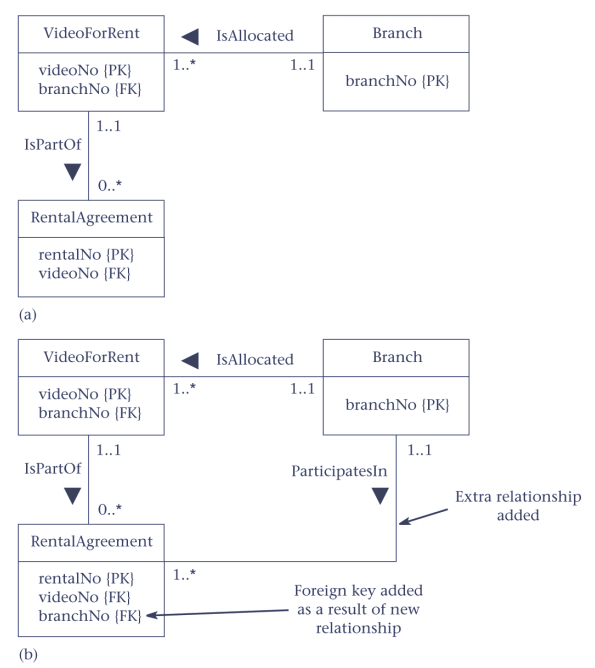 VideoForRent
IsAllocated
Branch
1..*
1..1
videoNo {PK}
branchNo {FK}
branchNo {PK}
1..1
IsPartOf
0..*
RentalAgreement
rentalNo {PK}
videoNo {FK}
(a)
VideoForRent
IsAllocated
Branch
1..*
1..1
videoNo {PK}
branchNo {FK}
branchNo {PK}
1..1
1..1
IsPartOf
ParticipatesIn
0..*
Extra relationship
added
RentalAgreement
1..*
rentalNo {PK}
videoNo {FK}
branchNo {FK}
Foreign key added
as a result of new
relationship
(b)